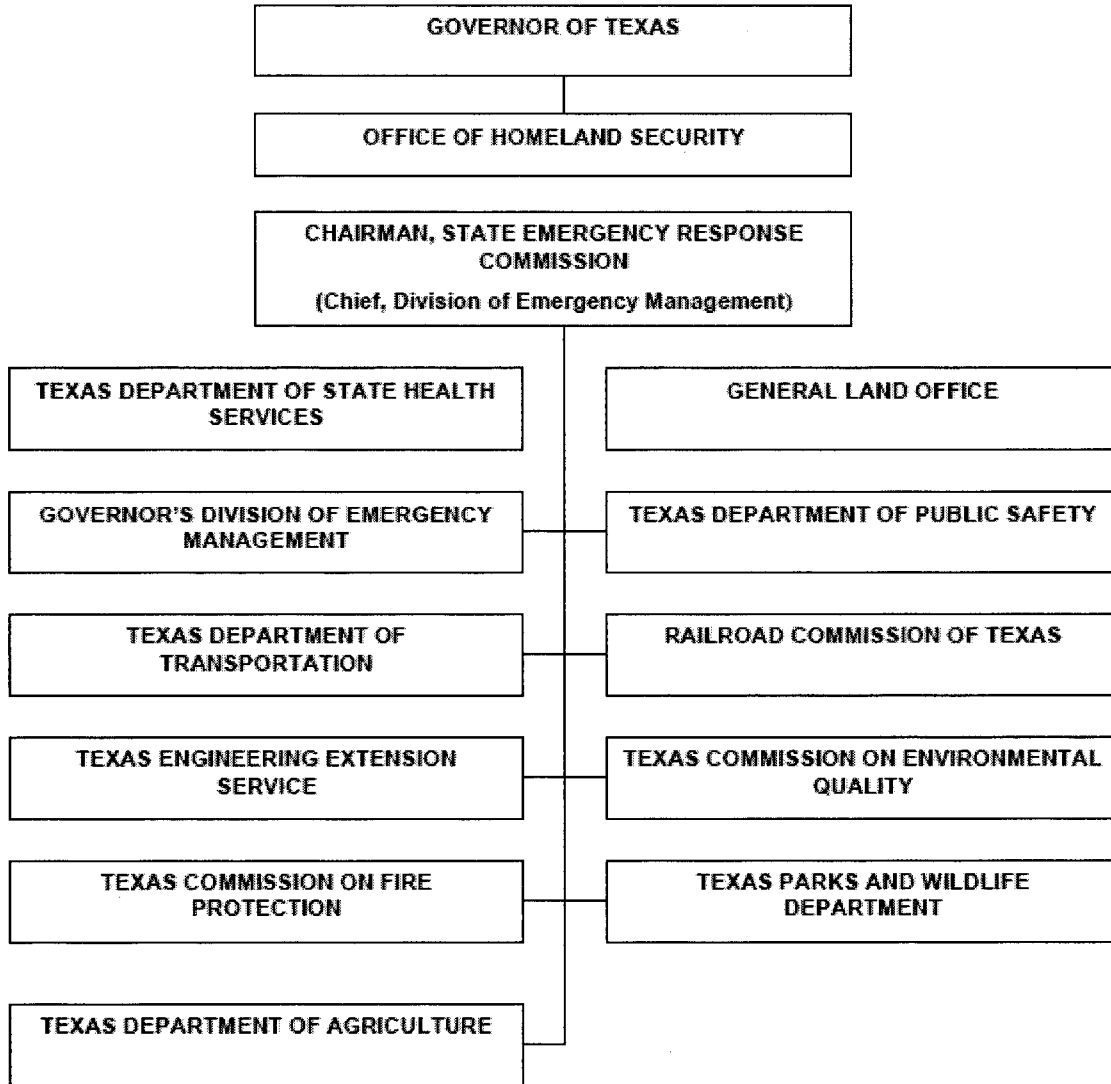 GOVERNOR OF TEXAS
OFFICE OF HOMELAND SECURITY
CHAIRMAN, STATE EMERGENCY RESPONSE
COMMISSION
(Chief, Division of Emergency Management)
TEXAS DEPARTMENT OF STATE HEALTH
SERVICES
GENERAL LAND OFFICE
GOVERNOR'S DIVISION OF EMERGENCY
MANAGEMENT
TEXAS DEPARTMENT OF PUBLIC SAFETY
TEXAS DEPARTMENT OF
TRANSPORTATION
RAILROAD COMMISSION OF TEXAS
TEXAS ENGINEERING EXTENSION
SERVICE
TEXAS COMMISSION ON ENVIRONMENTAL
QUALITY
TEXAS COMMISSION ON FIRE
PROTECTION
TEXAS PARKS AND WILDLIFE
DEPARTMENT
TEXAS DEPARTMENT OF AGRICULTURE